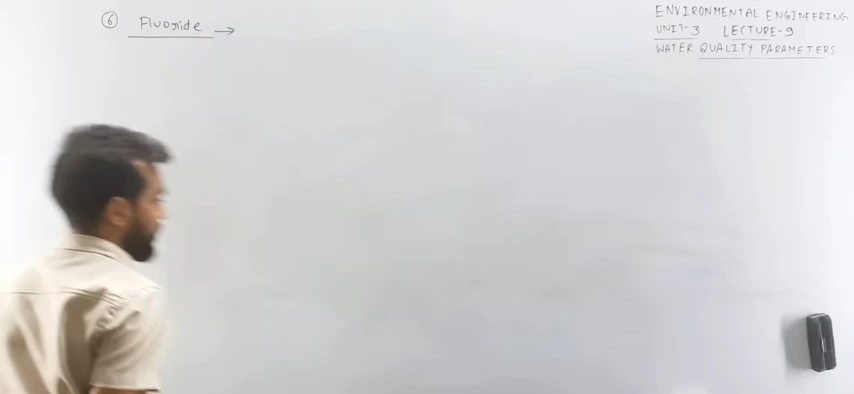 ⑥ Fluoride →
ENVIRONMENTAL ENGINEERING
UNIT-3 LECTURE-9
WATER QUALITY PARAMETERS